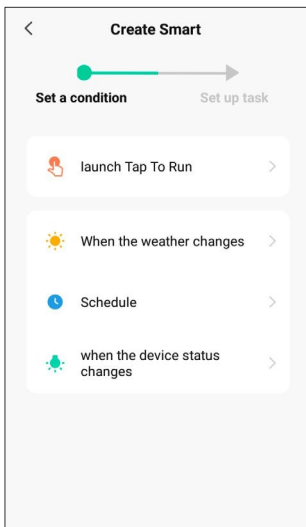 Create Smart
Set a condition
Set up task
launch Tap To Run
When the weather changes
Schedule
when the device status
changes